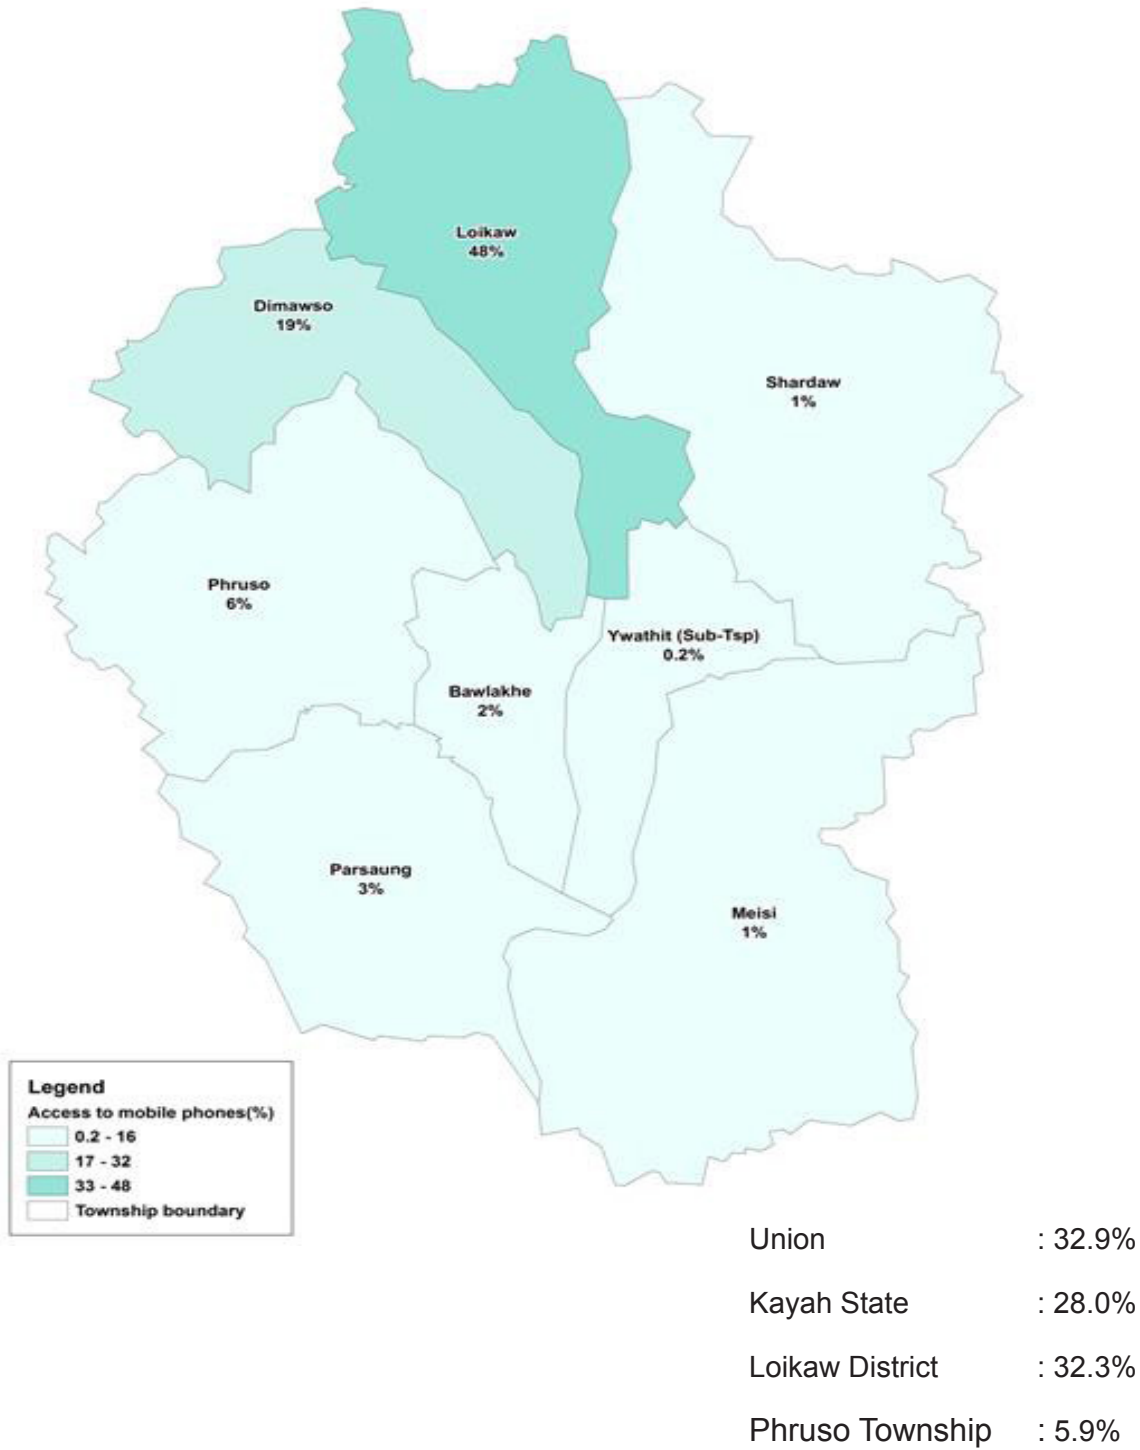 Loikaw
48%
Dimawso
19%
Shardaw
1%
Phruso
6%
Ywathit (Sub-Tsp)
0.2%
Bawlakhe
2%
Parsaung
3%
Meisi
1%
Legend
Access to mobile phones(%)
0.2 - 16
17 - 32
33 - 48
Township boundary
Union : 32.9%
Kayah State : 28.0%
Loikaw District : 32.3%
Phruso Township : 5.9%